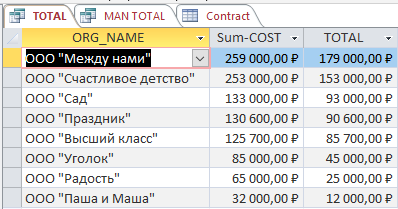 TOTAL MAN TOTAL Contract
ORG_NAME Sum-COST TOTAL
ООО "Между нами" 259 000,00 ₽ 179 000,00 ₽
ООО "Счастливое детство" 253 000,00 ₽ 153 000,00 ₽
ООО "Сад" 133 000,00 ₽ 93 000,00 ₽
ООО "Праздник" 130 600,00 ₽ 90 600,00 ₽
ООО "Высший класс" 125 700,00 ₽ 85 700,00 ₽
ООО "Уголок" 85 000,00 ₽ 45 000,00 ₽
ООО "Радость" 65 000,00 ₽ 25 000,00 ₽
ООО "Паша и Маша" 32 000,00 ₽ 12 000,00 ₽